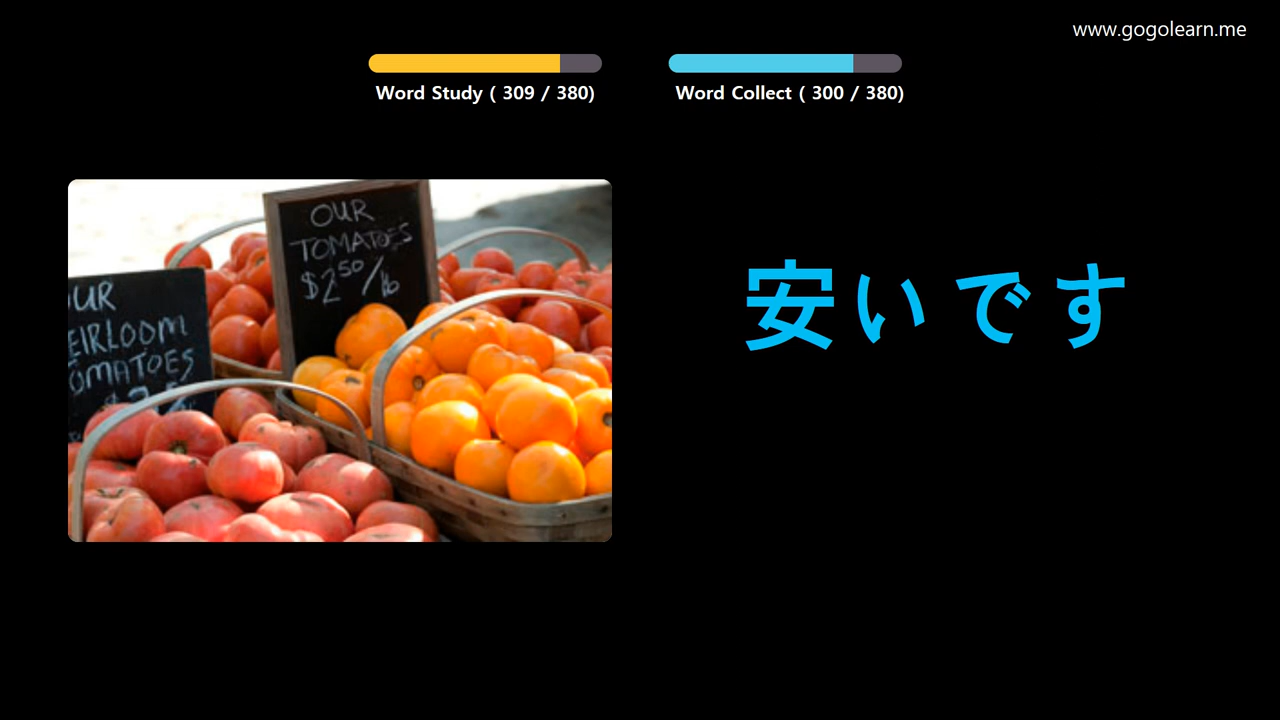 www.gogolearn.me
Word Study ( 309 / 380)
Word Collect ( 300 / 380)
OUR
TOMATOES
$2.50/lb
UR
EIRLOOM
OMATOES
安いです